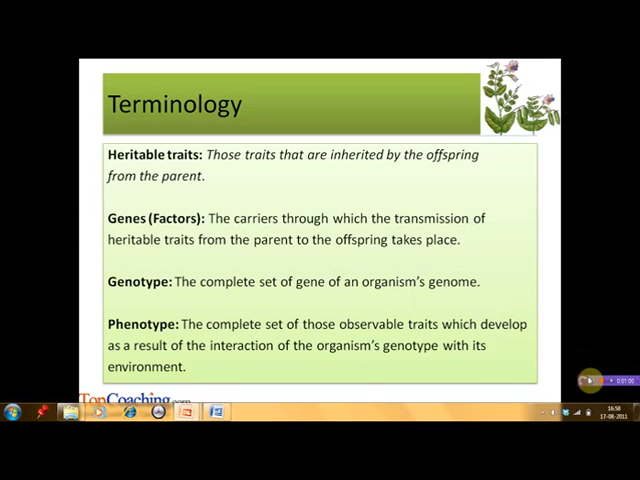 Terminology
Heritable traits: Those traits that are inherited by the offspring
from the parent.
Genes (Factors): The carriers through which the transmission of
heritable traits from the parent to the offspring takes place.
Genotype: The complete set of gene of an organism's genome.
Phenotype: The complete set of those observable traits which develop
as a result of the interaction of the organism's genotype with its
environment.
0:01:00
TopCoaching.com
16:58
17-08-2011